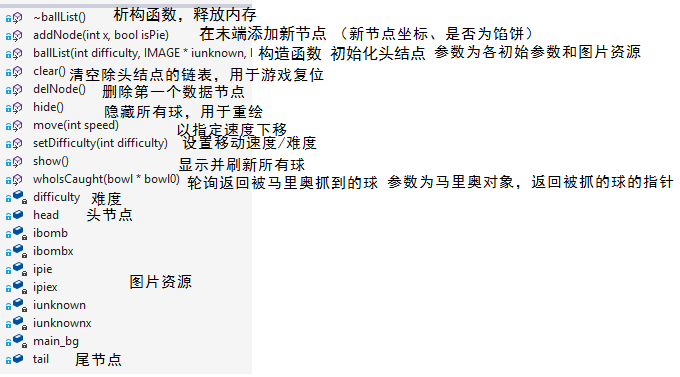 ~ballList() 析构函数，释放内存
addNode(int x, bool isPie) 在末端添加新节点 （新节点坐标、是否为馅饼）
ballList(int difficulty, IMAGE * iunknown, I 构造函数 初始化头结点 参数为各初始参数和图片资源
clear() 清空除头结点的链表，用于游戏复位
delNode() 删除第一个数据节点
hide() 隐藏所有球，用于重绘
move(int speed) 以指定速度下移
setDifficulty(int difficulty) 设置移动速度/难度
show() 显示并刷新所有球
whoIsCaught(bowl * bowl0) 轮询返回被马里奥抓到的球 参数为马里奥对象，返回被抓的球的指针
difficulty 难度
head 头节点
ibomb
ibombx
ipie
ipiex 图片资源
iunknown
iunknownx
main_bg
tail 尾节点